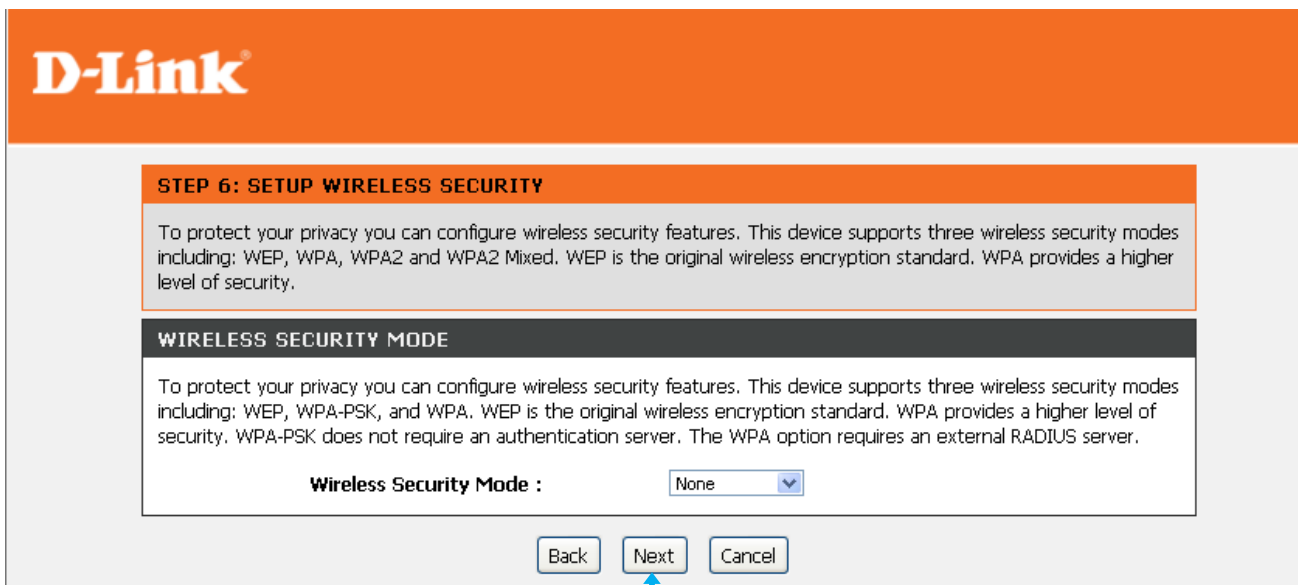 D-Link®
STEP 6: SETUP WIRELESS SECURITY
To protect your privacy you can configure wireless security features. This device supports three wireless security modes
including: WEP, WPA, WPA2 and WPA2 Mixed. WEP is the original wireless encryption standard. WPA provides a higher
level of security.
WIRELESS SECURITY MODE
To protect your privacy you can configure wireless security features. This device supports three wireless security modes
including: WEP, WPA-PSK, and WPA. WEP is the original wireless encryption standard. WPA provides a higher level of
security. WPA-PSK does not require an authentication server. The WPA option requires an external RADIUS server.
Wireless Security Mode : None
Back Next Cancel